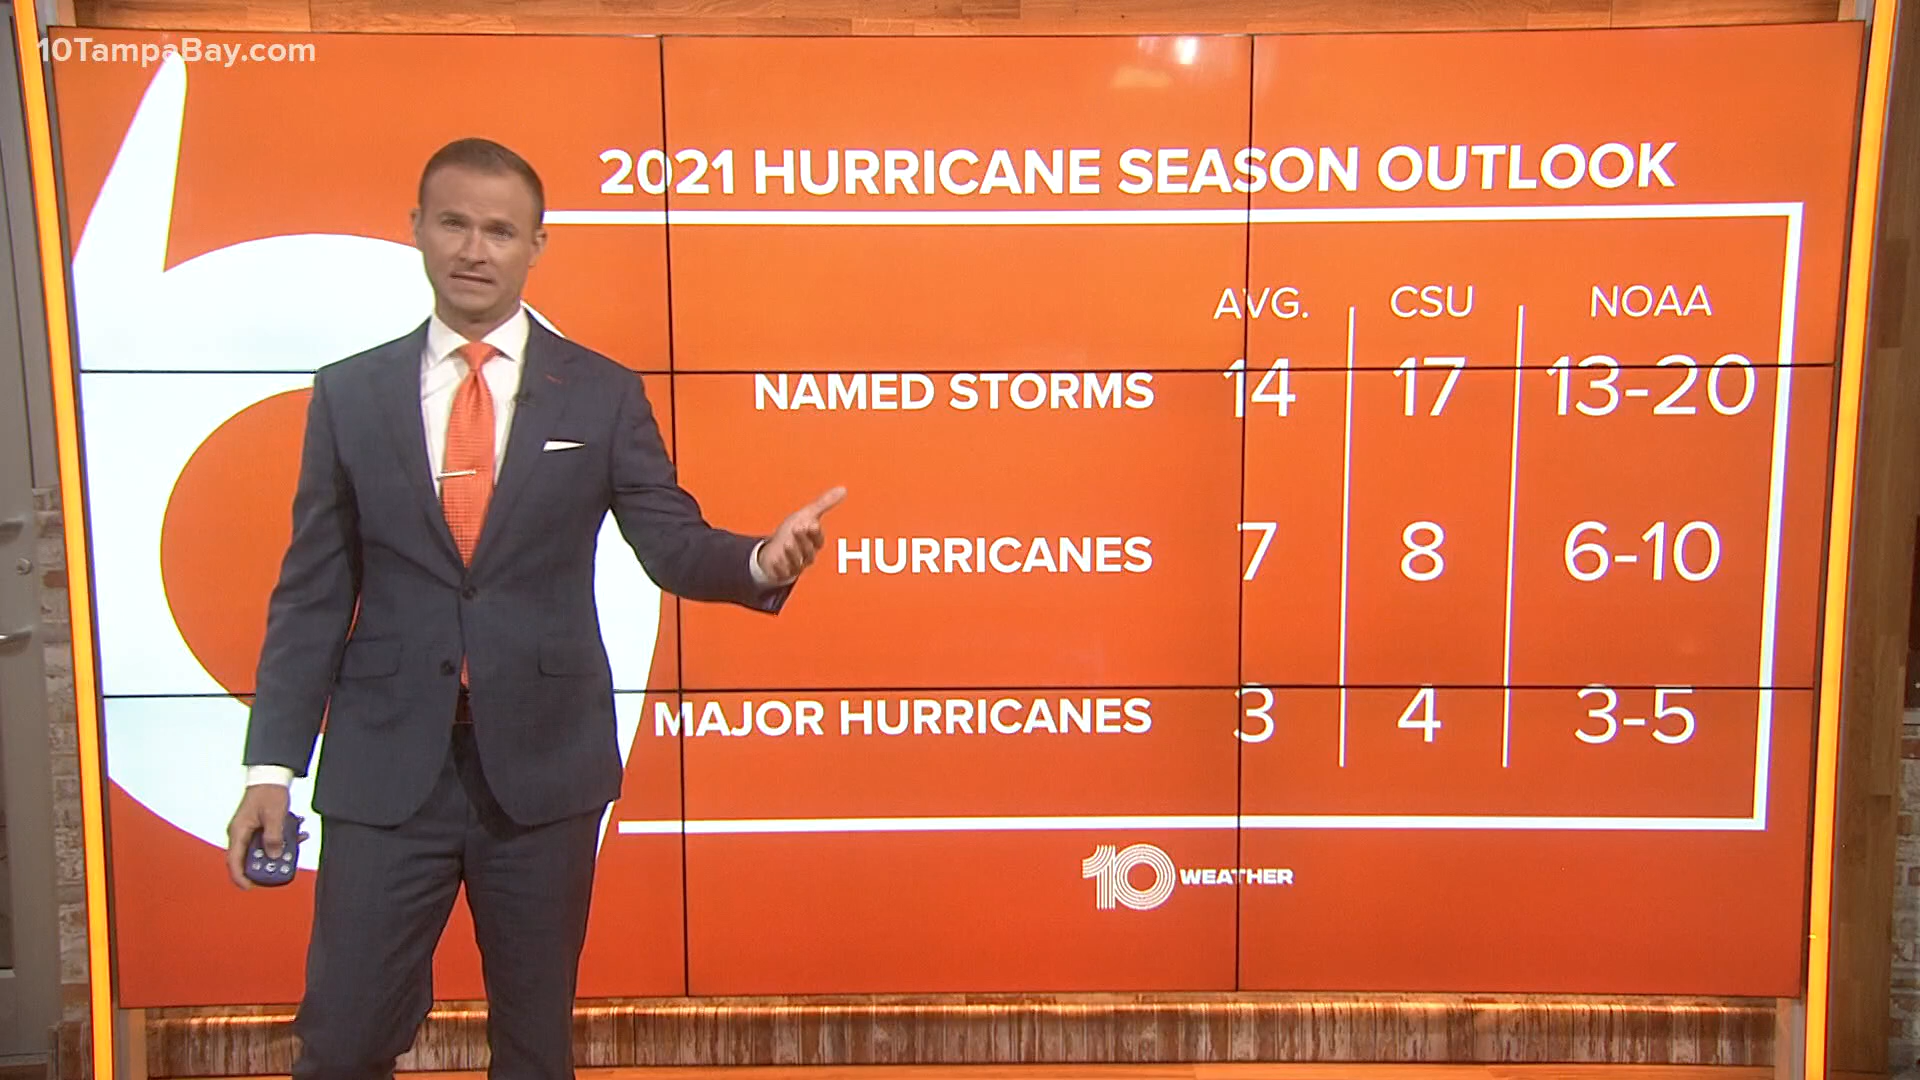 10TampaBay.com
2021 HURRICANE SEASON OUTLOOK
AVG. CSU NOAA
NAMED STORMS 14 17 13-20
HURRICANES 7 8 6-10
MAJOR HURRICANES 3 4 3-5
10 WEATHER